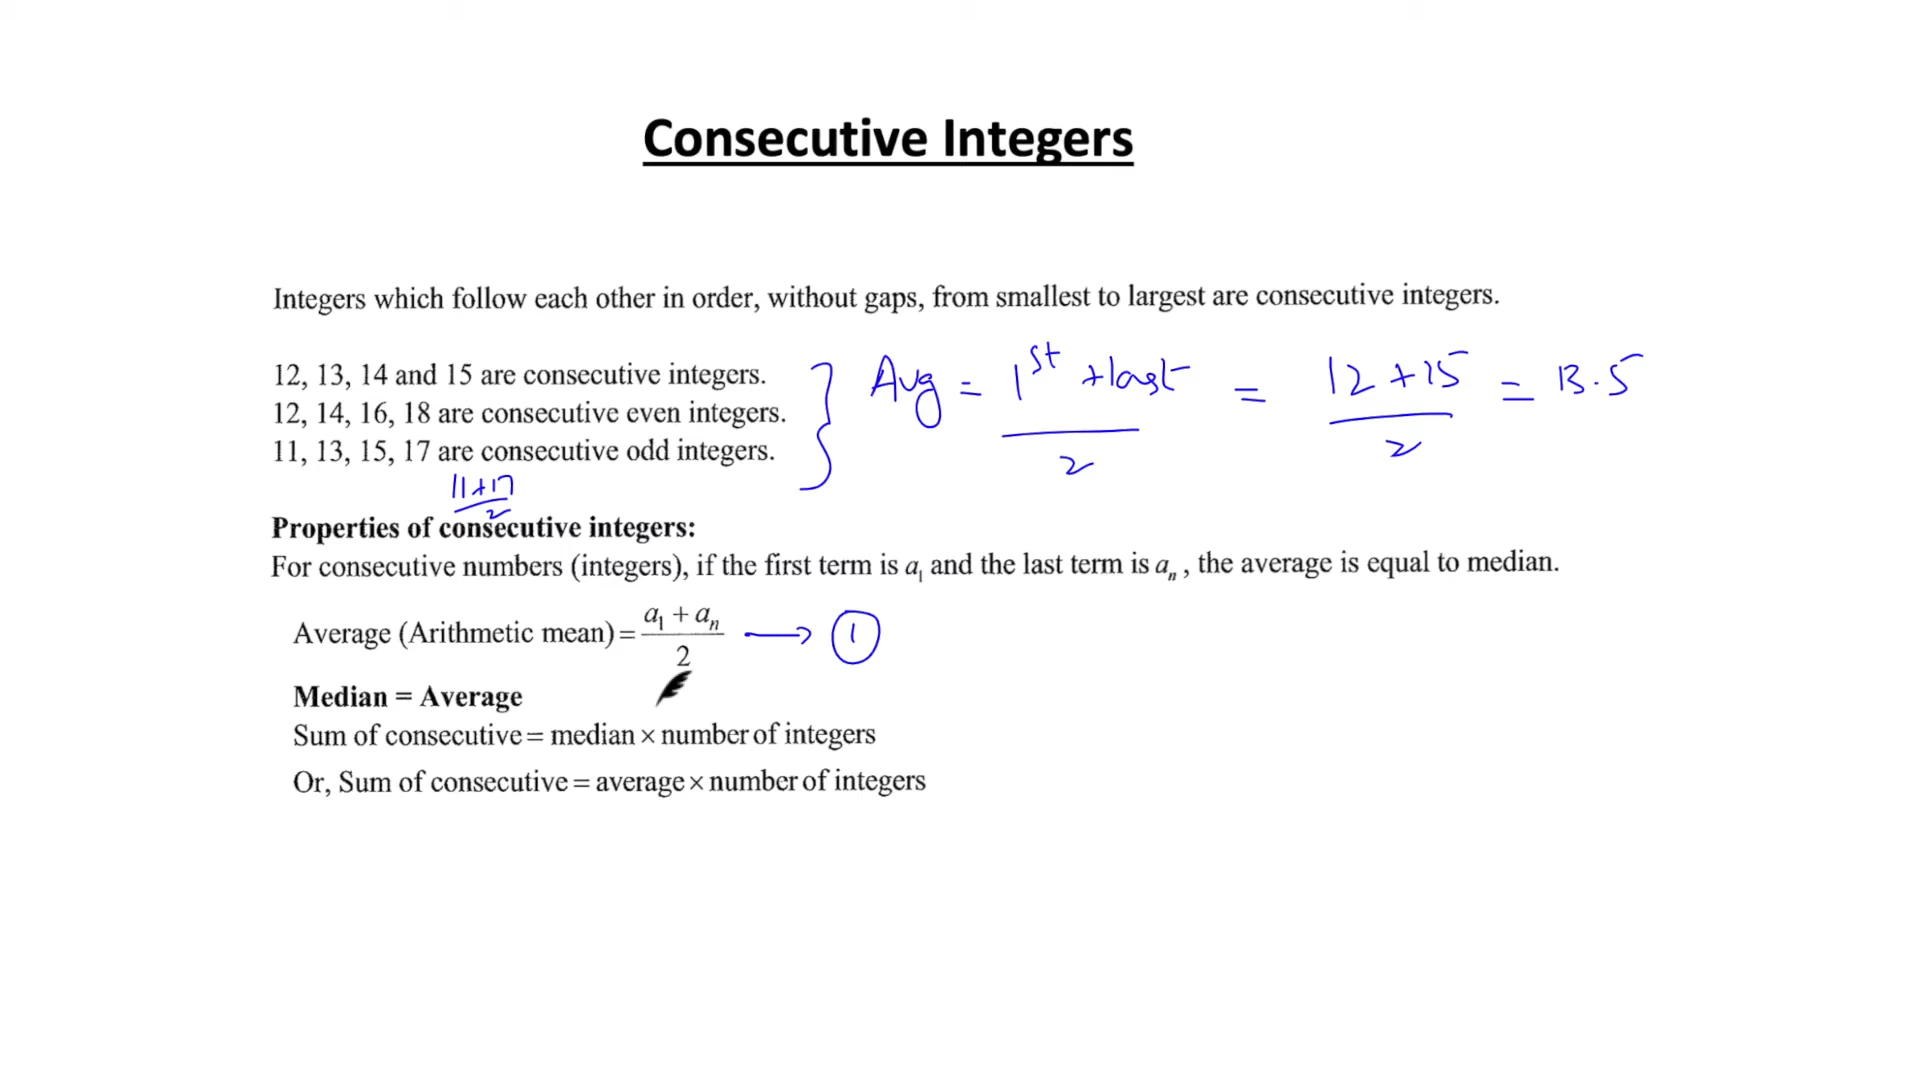 Consecutive Integers
Integers which follow each other in order, without gaps, from smallest to largest are consecutive integers.
12, 13, 14 and 15 are consecutive integers.
12, 14, 16, 18 are consecutive even integers.
11, 13, 15, 17 are consecutive odd integers.
} Avg = (1st + last)/2 = (12 + 15)/2 = 13.5
(11+17)/2
Properties of consecutive integers:
For consecutive numbers (integers), if the first term is a₁ and the last term is aₙ, the average is equal to median.
Average (Arithmetic mean) = (a₁ + aₙ)/2 → ①
Median = Average
Sum of consecutive = median × number of integers
Or, Sum of consecutive = average × number of integers